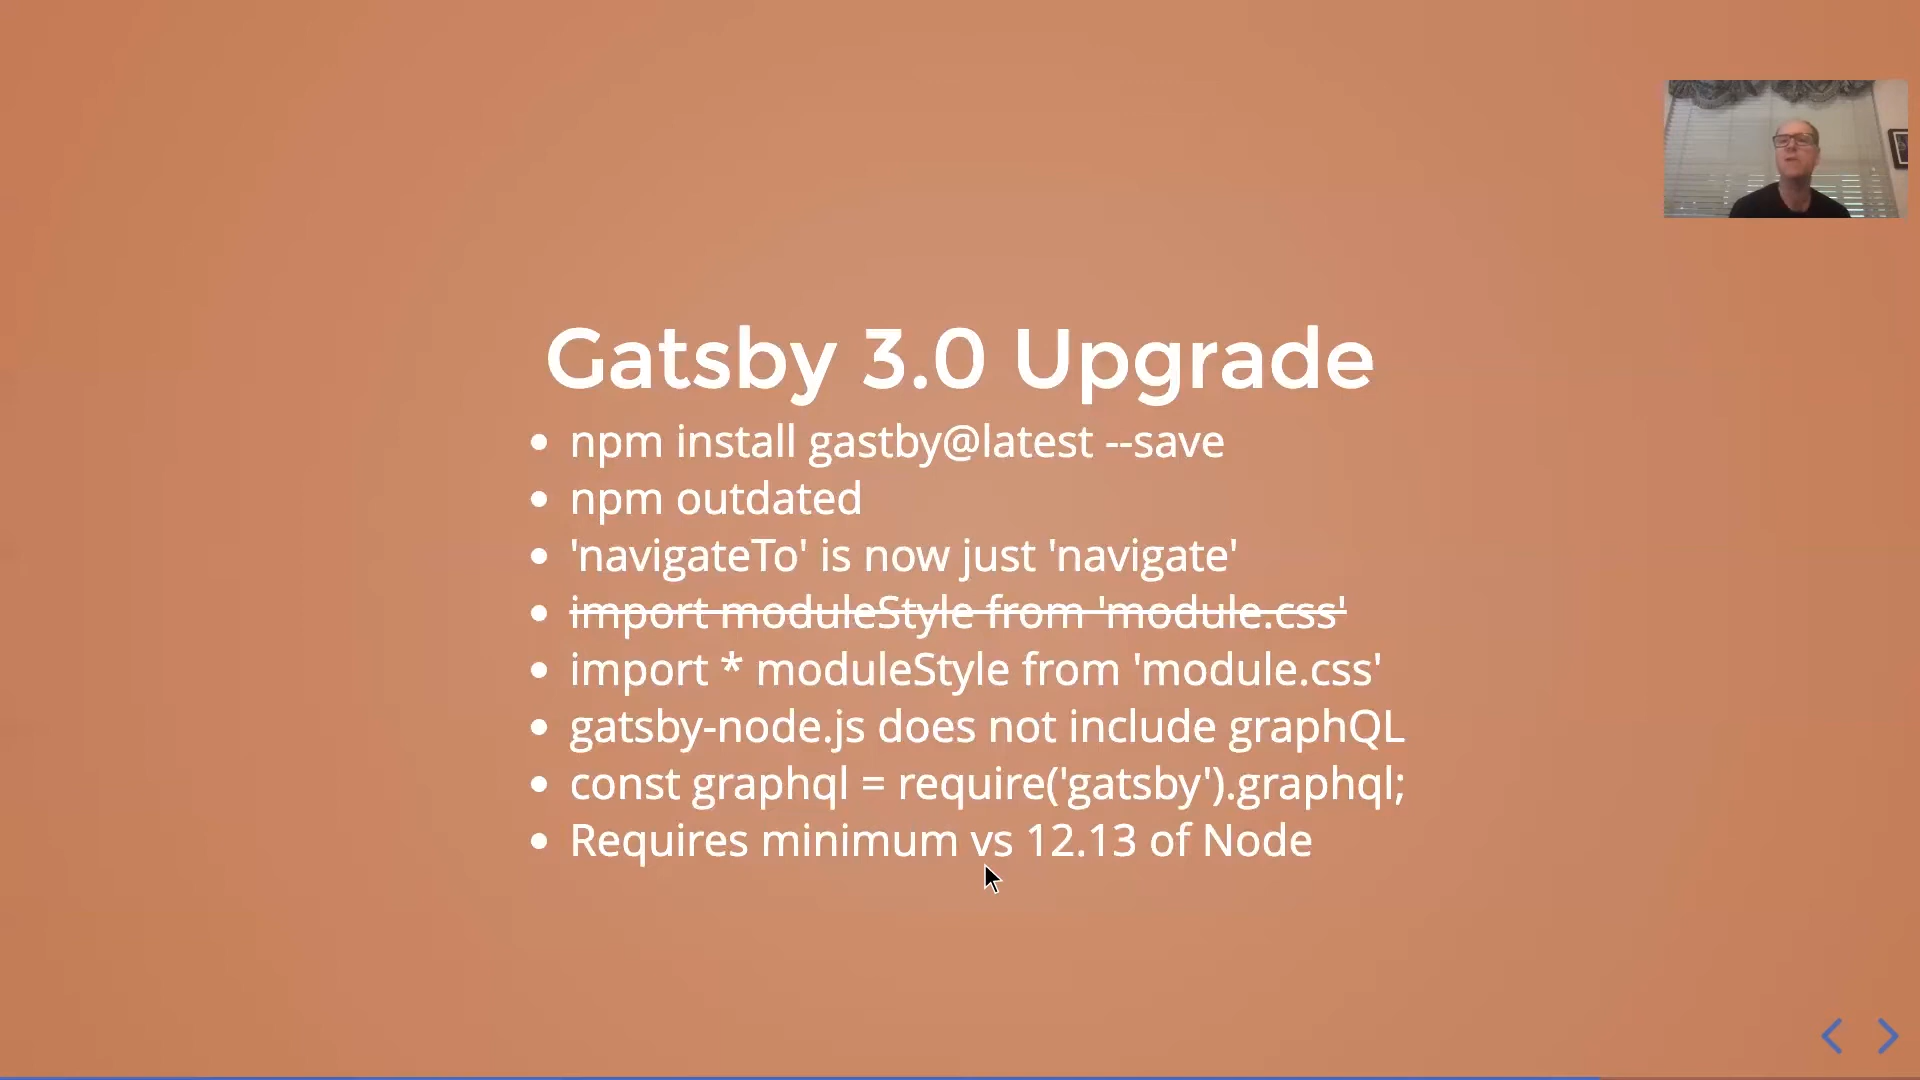 Gatsby 3.0 Upgrade
npm install gastby@latest --save
npm outdated
'navigateTo' is now just 'navigate'
import moduleStyle from 'module.css'
import * moduleStyle from 'module.css'
gatsby-node.js does not include graphQL
const graphql = require('gatsby').graphql;
Requires minimum vs 12.13 of Node